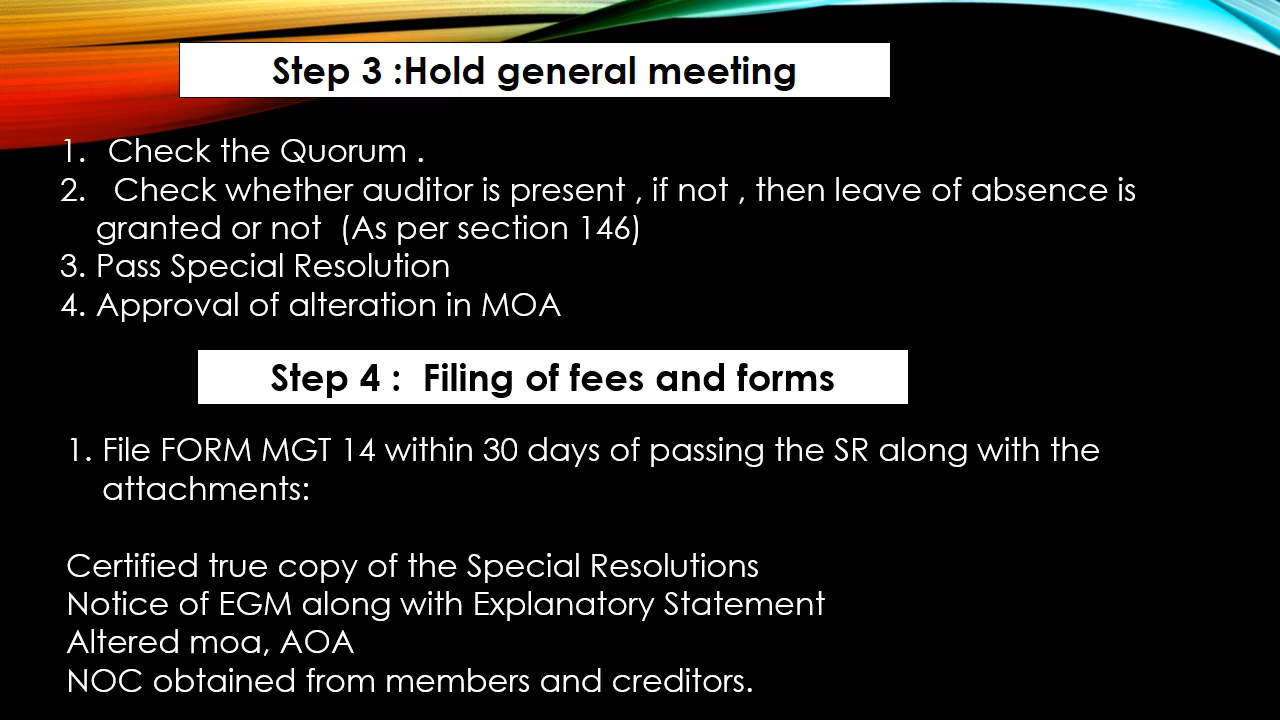 Step 3 :Hold general meeting
1. Check the Quorum .
2. Check whether auditor is present , if not , then leave of absence is
granted or not (As per section 146)
3. Pass Special Resolution
4. Approval of alteration in MOA
Step 4 : Filing of fees and forms
1. File FORM MGT 14 within 30 days of passing the SR along with the
attachments:
Certified true copy of the Special Resolutions
Notice of EGM along with Explanatory Statement
Altered moa, AOA
NOC obtained from members and creditors.